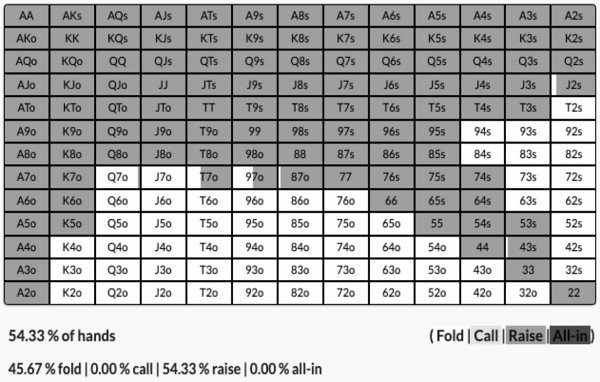 AA AKs AQs AJs ATs A9s A8s A7s A6s A5s A4s A3s A2s
AKo KK KQs KJs KTs K9s K8s K7s K6s K5s K4s K3s K2s
AQo KQo QQ QJs QTs Q9s Q8s Q7s Q6s Q5s Q4s Q3s Q2s
AJo KJo QJo JJ JTs J9s J8s J7s J6s J5s J4s J3s J2s
ATo KTo QTo JTo TT T9s T8s T7s T6s T5s T4s T3s T2s
A9o K9o Q9o J9o T9o 99 98s 97s 96s 95s 94s 93s 92s
A8o K8o Q8o J8o T8o 98o 88 87s 86s 85s 84s 83s 82s
A7o K7o Q7o J7o T7o 97o 87o 77 76s 75s 74s 73s 72s
A6o K6o Q6o J6o T6o 96o 86o 76o 66 65s 64s 63s 62s
A5o K5o Q5o J5o T5o 95o 85o 75o 65o 55 54s 53s 52s
A4o K4o Q4o J4o T4o 94o 84o 74o 64o 54o 44 43s 42s
A3o K3o Q3o J3o T3o 93o 83o 73o 63o 53o 43o 33 32s
A2o K2o Q2o J2o T2o 92o 82o 72o 62o 52o 42o 32o 22
54.33 % of hands ( Fold | Call | Raise | All-in )
45.67 % fold | 0.00 % call | 54.33 % raise | 0.00 % all-in